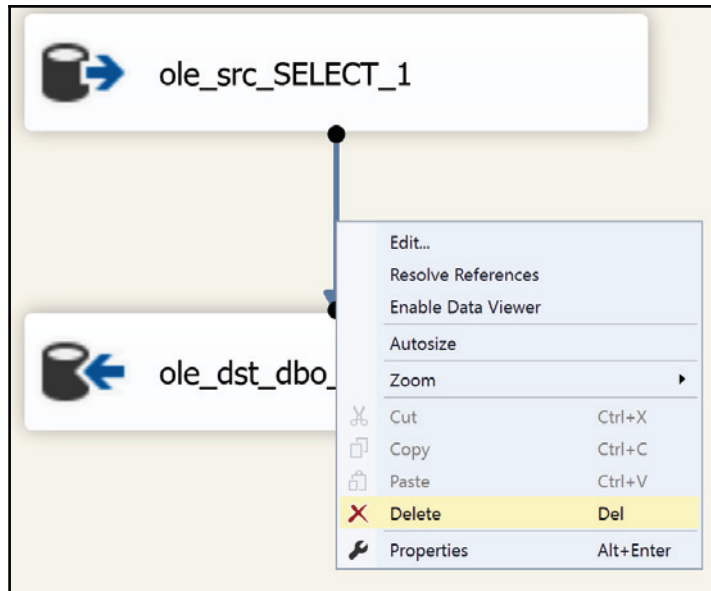 ole_src_SELECT_1
Edit...
Resolve References
Enable Data Viewer
Autosize
ole_dst_dbo_
Zoom
Cut Ctrl+X
Copy Ctrl+C
Paste Ctrl+V
Delete Del
Properties Alt+Enter